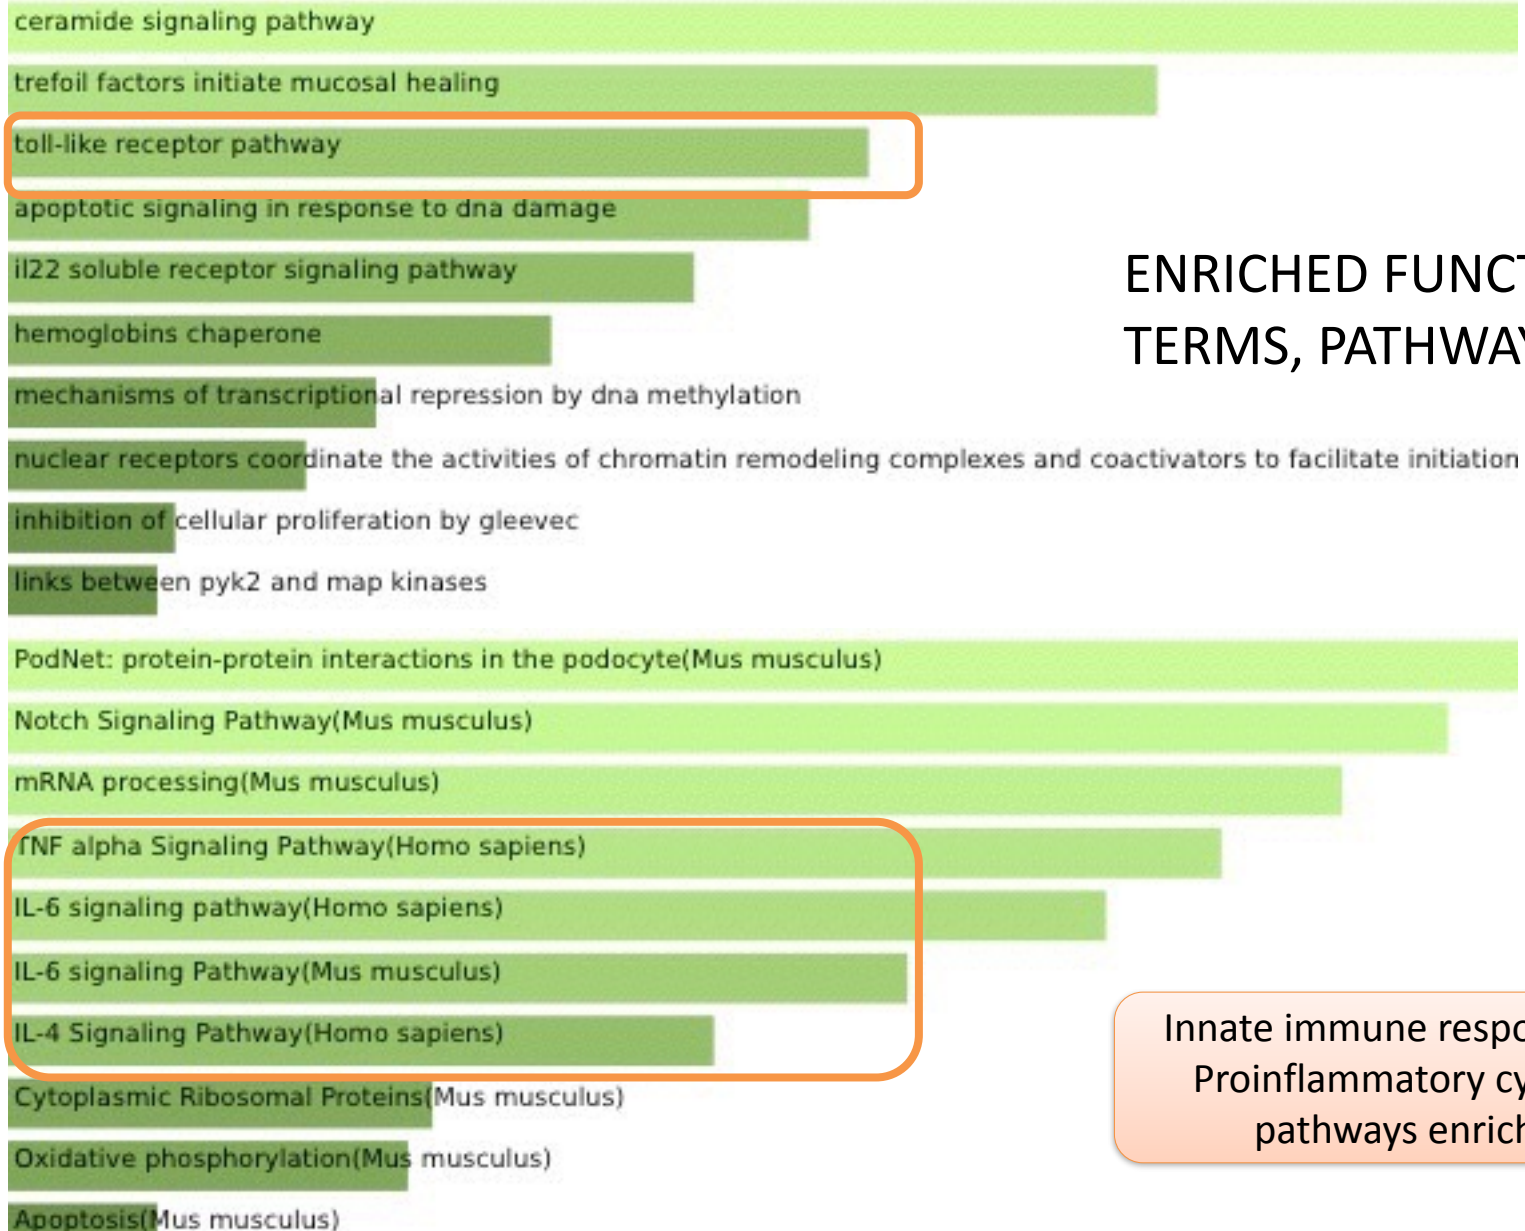 ceramide signaling pathway
trefoil factors initiate mucosal healing
toll-like receptor pathway
apoptotic signaling in response to dna damage
il22 soluble receptor signaling pathway
hemoglobins chaperone
mechanisms of transcriptional repression by dna methylation
nuclear receptors coordinate the activities of chromatin remodeling complexes and coactivators to facilitate initiation
inhibition of cellular proliferation by gleevec
links between pyk2 and map kinases
ENRICHED
TERMS,
PodNet: protein-protein interactions in the podocyte(Mus musculus)
Notch Signaling Pathway(Mus musculus)
mRNA processing(Mus musculus)
TNF alpha Signaling Pathway(Homo sapiens)
IL-6 signaling pathway(Homo sapiens)
IL-6 signaling Pathway(Mus musculus)
IL-4 Signaling Pathway(Homo sapiens)
Cytoplasmic Ribosomal Proteins(Mus musculus)
Oxidative phosphorylation(Mus musculus)
Apoptosis(Mus musculus)
Innate immune
Proinflammatory
pathways